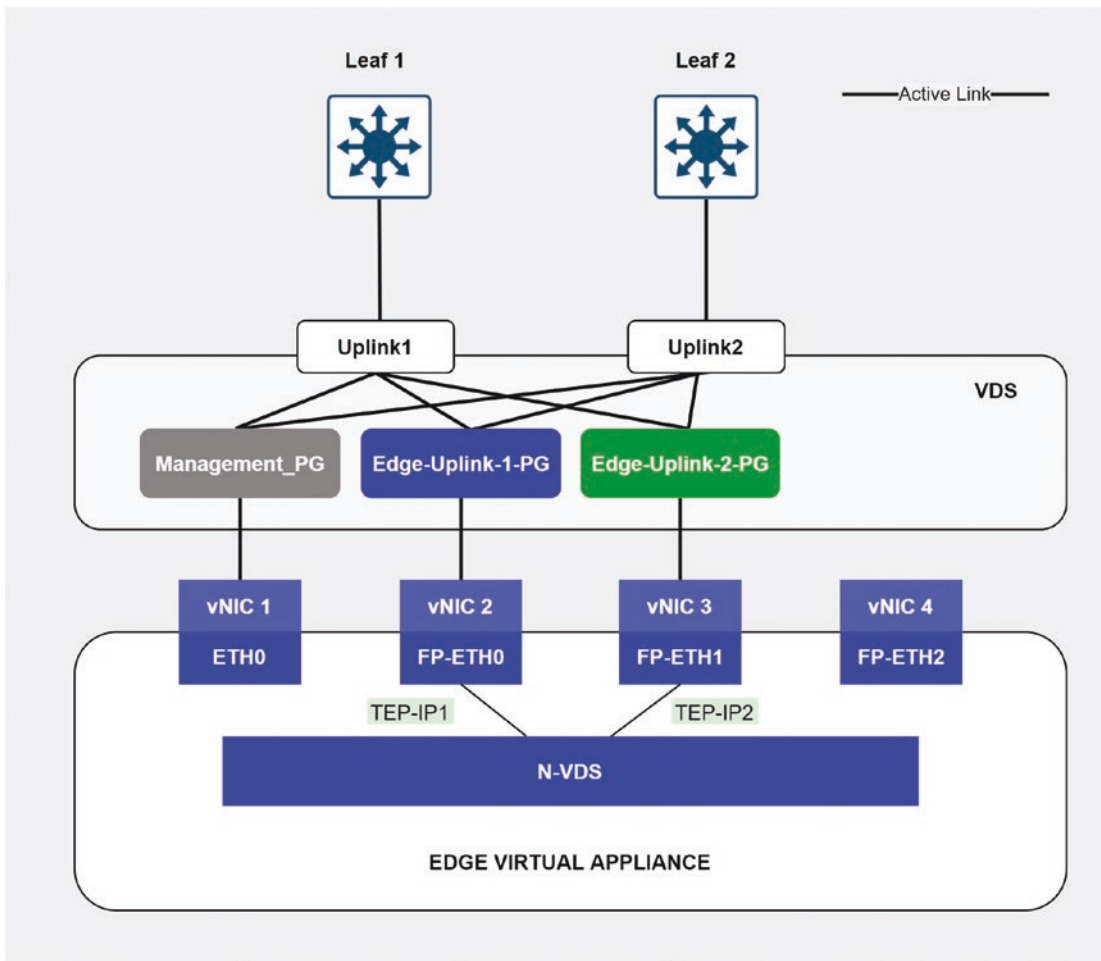 Leaf 1
Leaf 2
Active Link
Uplink1
Uplink2
VDS
Management_PG
Edge-Uplink-1-PG
Edge-Uplink-2-PG
vNIC 1
vNIC 2
vNIC 3
vNIC 4
ETH0
FP-ETH0
FP-ETH1
FP-ETH2
TEP-IP1
TEP-IP2
N-VDS
EDGE VIRTUAL APPLIANCE